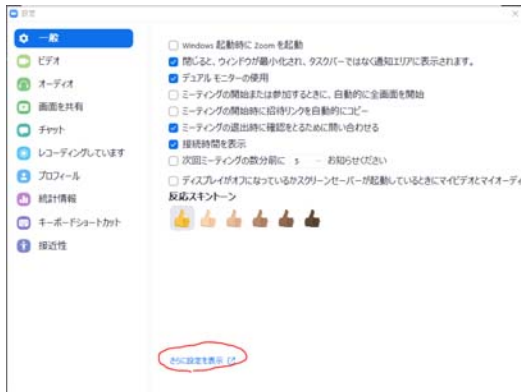 設定
一般
ビデオ
オーディオ
画面を共有
チャット
レコーディングしています
プロフィール
統計情報
キーボードショートカット
接近性
Windows 起動時に Zoom を起動
閉じると、ウィンドウが最小化され、タスクバーではなく通知エリアに表示されます。
デュアル モニターの使用
ミーティングの開始または参加するときに、自動的に全画面を開始
ミーティングの開始時に招待リンクを自動的にコピー
ミーティングの退出時に確認をとるために問い合わせる
接続時間を表示
次回ミーティングの数分前に 5 お知らせください
ディスプレイがオフになっているかスクリーンセーバーが起動しているときにマイビデオとマイオーディ
反応スキントーン
さらに設定を表示